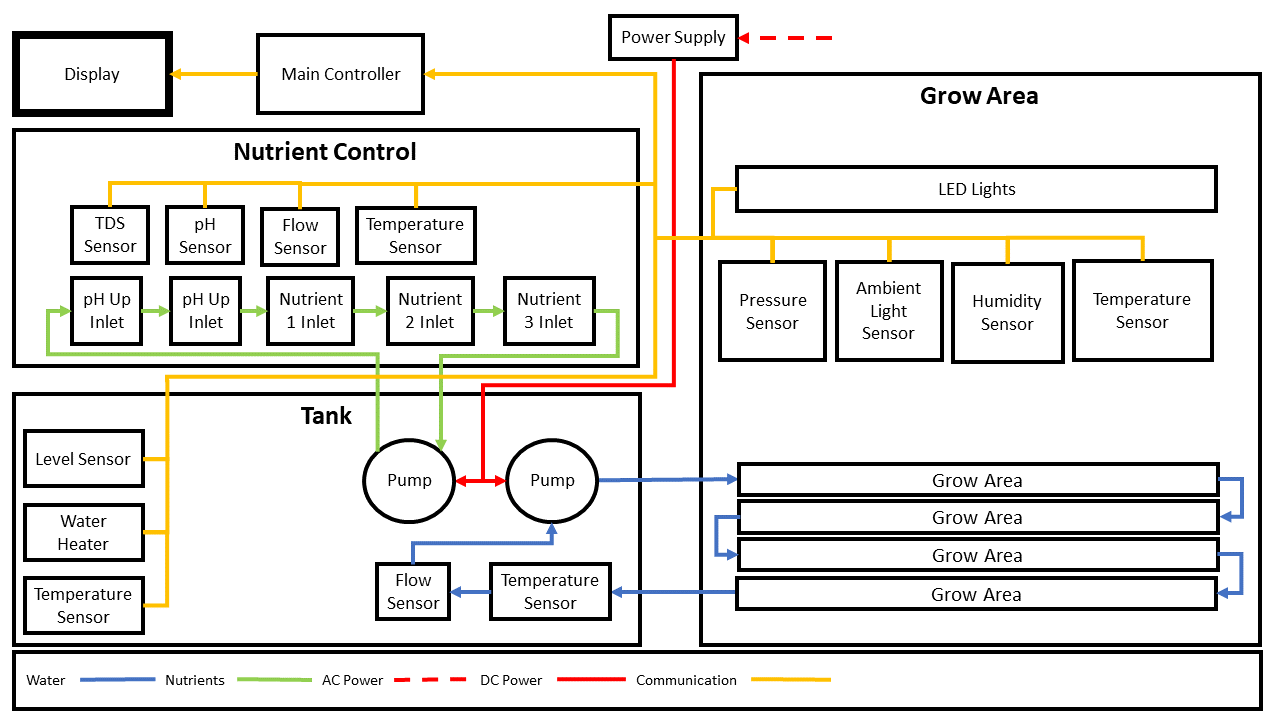 Power Supply
Display
Main Controller
Grow Area
Nutrient Control
LED Lights
TDS
Sensor
pH
Sensor
Flow
Sensor
Temperature
Sensor
Pressure
Sensor
Ambient
Light
Sensor
Humidity
Sensor
Temperature
Sensor
pH Up
Inlet
pH Up
Inlet
Nutrient
1 Inlet
Nutrient
2 Inlet
Nutrient
3 Inlet
Tank
Level Sensor
Water
Heater
Temperature
Sensor
Pump
Pump
Flow
Sensor
Temperature
Sensor
Grow Area
Grow Area
Grow Area
Grow Area
Water
Nutrients
AC Power
DC Power
Communication